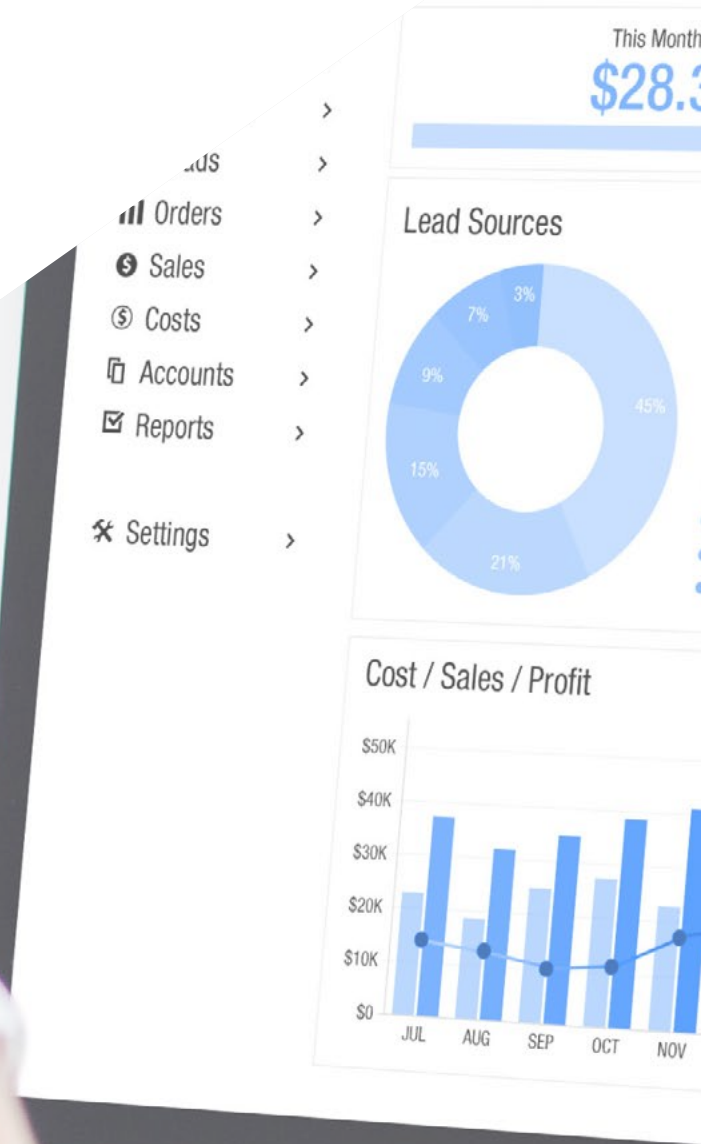 This Month
Orders
Sales
Costs
Accounts
Reports
Settings
Lead Sources
3%
7%
9%
45%
15%
21%
Cost / Sales / Profit
$50K
$40K
$30K
$20K
$10K
$0
JUL AUG SEP OCT NOV